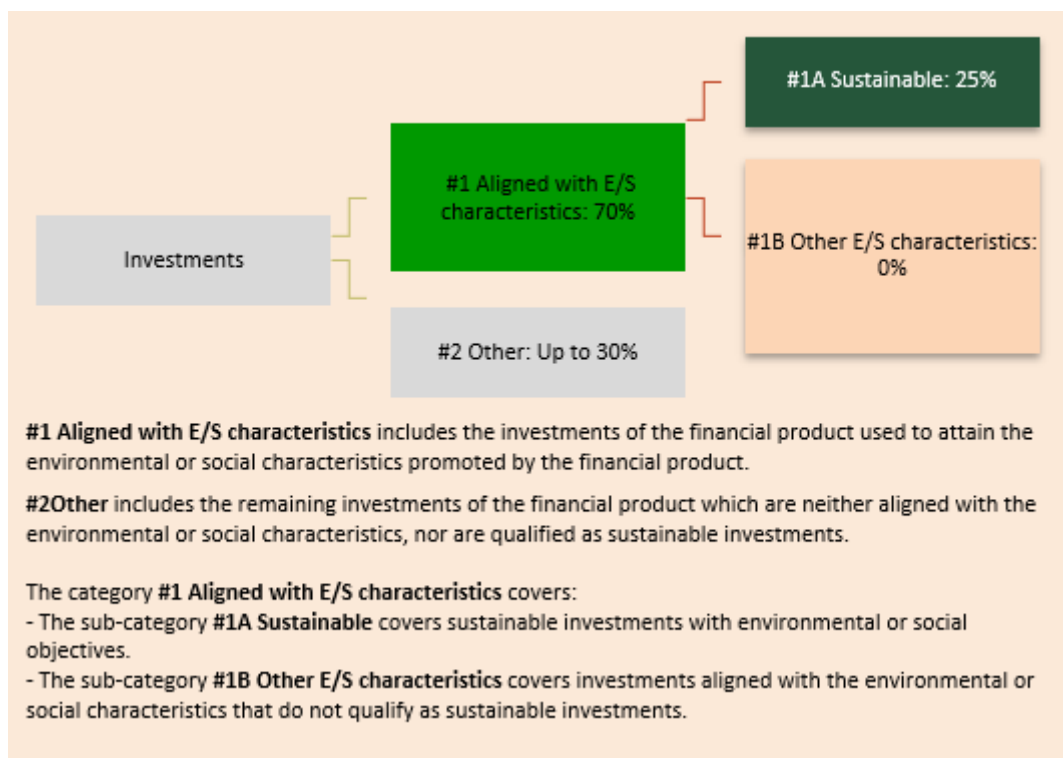 #1A Sustainable: 25%
#1 Aligned with E/S
characteristics: 70%
#1B Other E/S characteristics:
0%
Investments
#2 Other: Up to 30%
#1 Aligned with E/S characteristics includes the investments of the financial product used to attain the
environmental or social characteristics promoted by the financial product.
#2Other includes the remaining investments of the financial product which are neither aligned with the
environmental or social characteristics, nor are qualified as sustainable investments.
The category #1 Aligned with E/S characteristics covers:
- The sub-category #1A Sustainable covers sustainable investments with environmental or social
objectives.
- The sub-category #1B Other E/S characteristics covers investments aligned with the environmental or
social characteristics that do not qualify as sustainable investments.